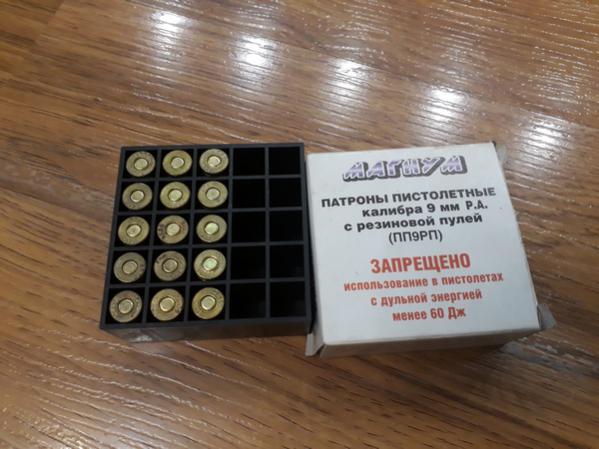 МАГНУМ
ПАТРОНЫ ПИСТОЛЕТНЫЕ
калибра 9 мм Р.А.
с резиновой пулей
(ПП9РП)
ЗАПРЕЩЕНО
использование в пистолетах
с дульной энергией
менее 60 Дж